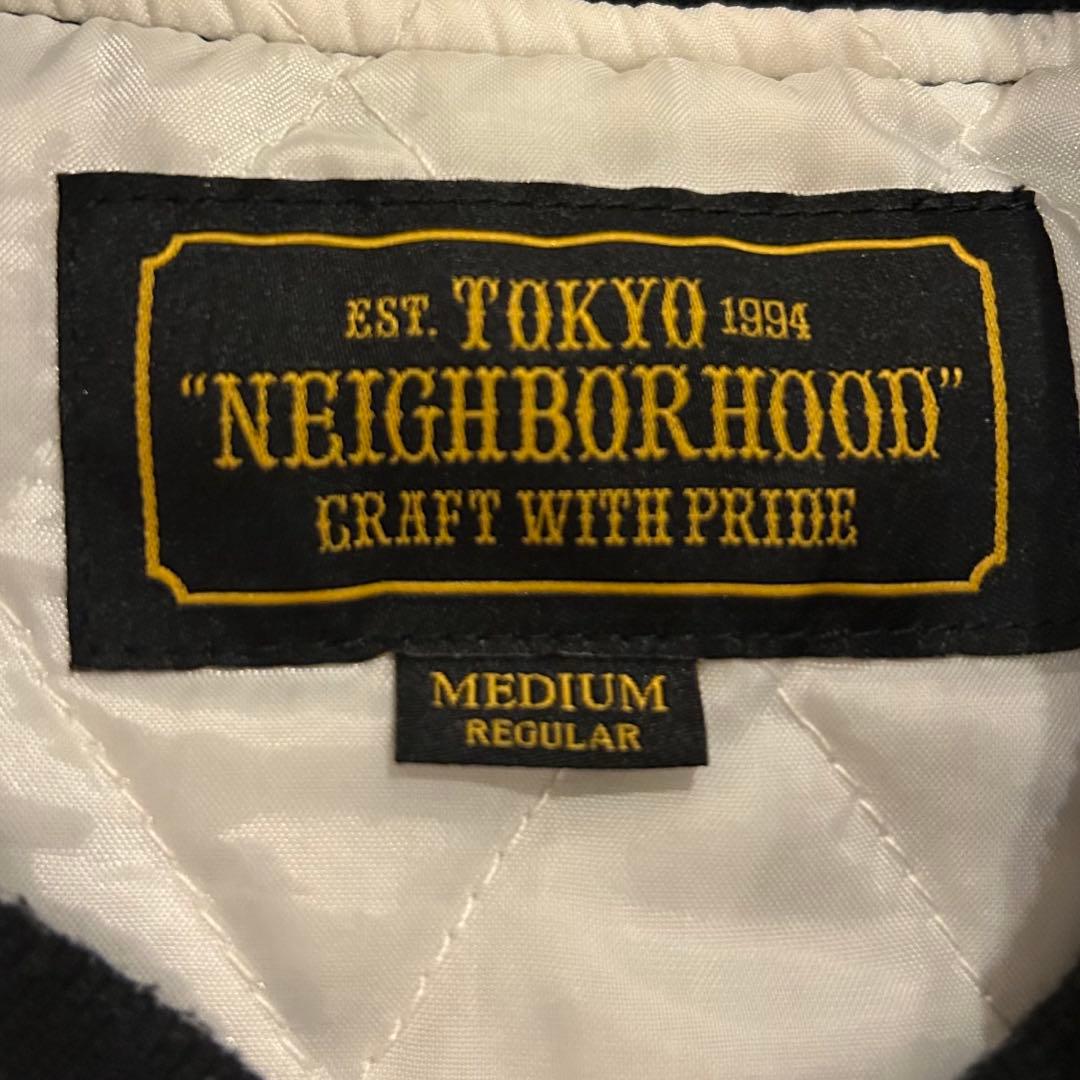 EST. TOKYO 1994
“NEIGHBORHOOD”
CRAFT WITH PRIDE
MEDIUM
REGULAR